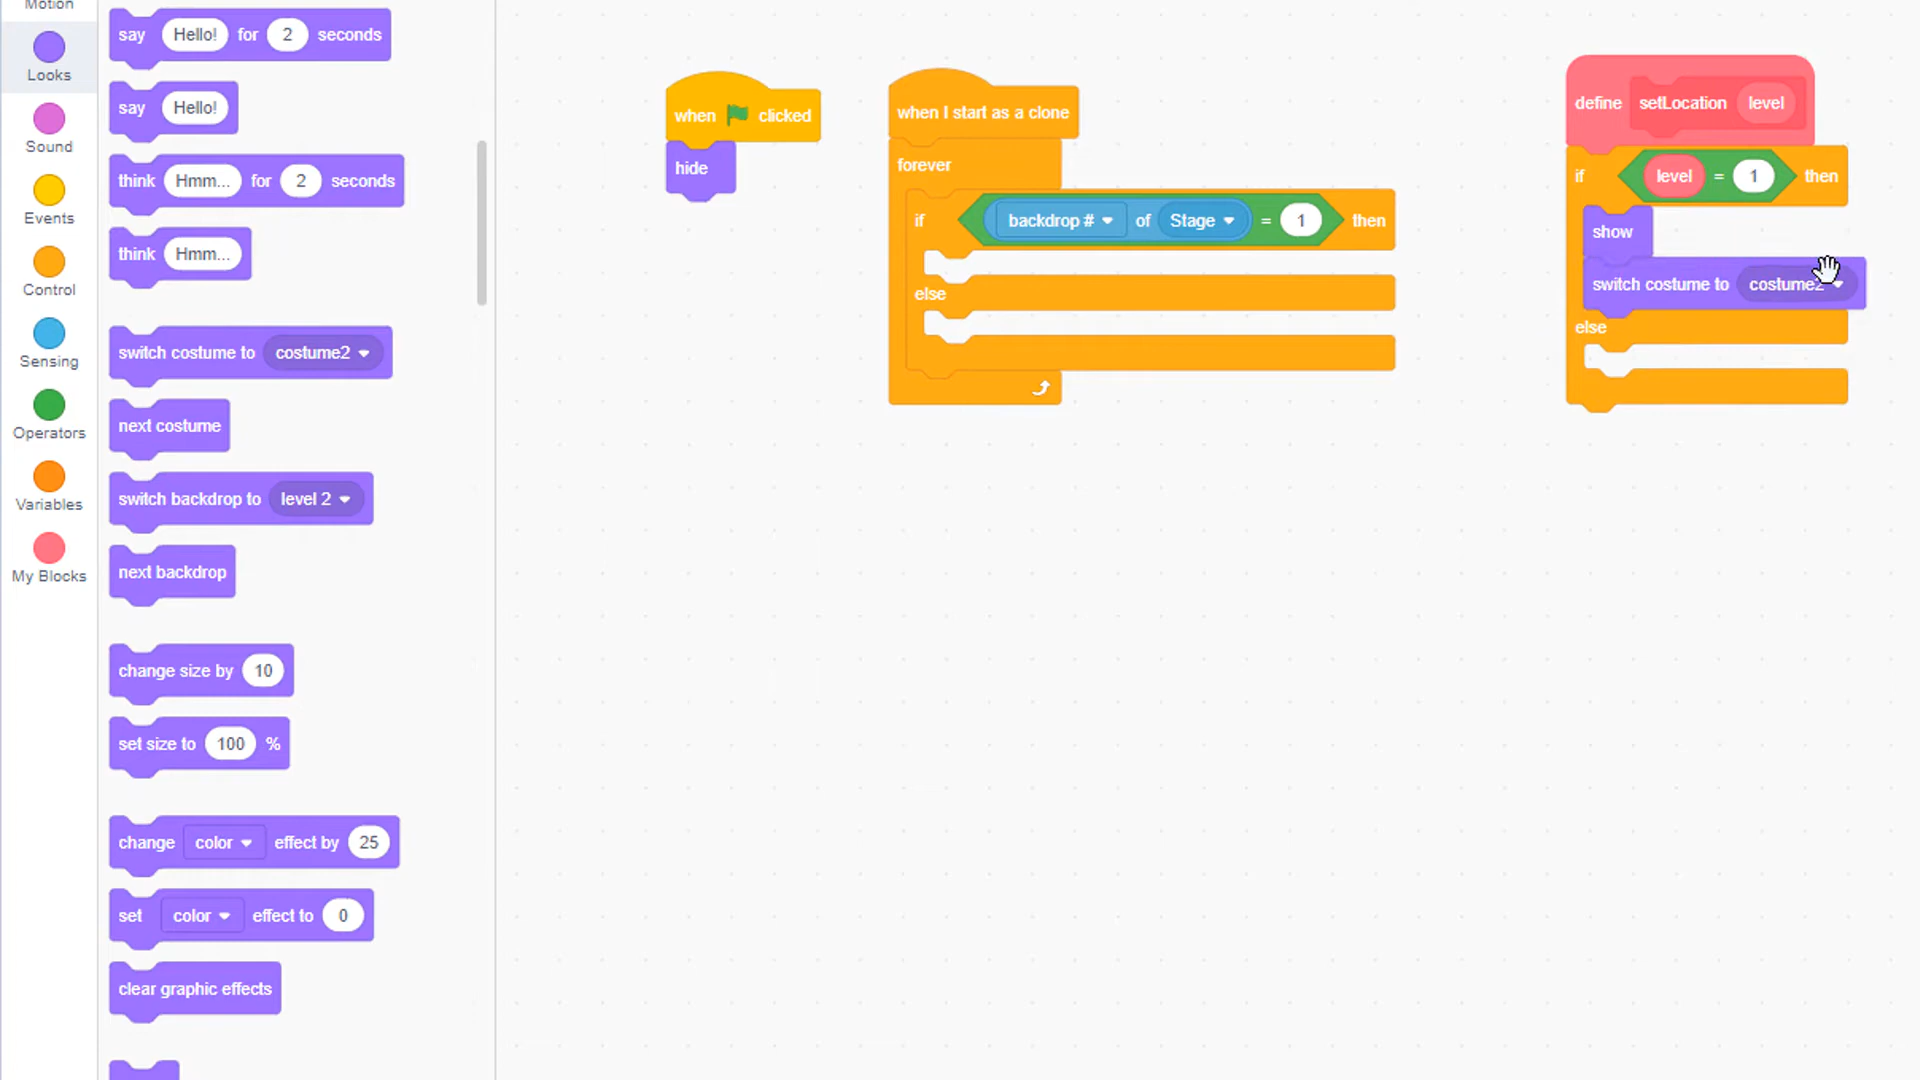 Motion
Looks
Sound
Events
Control
Sensing
Operators
Variables
My Blocks
say Hello! for 2 seconds
say Hello!
think Hmm... for 2 seconds
think Hmm...
switch costume to costume2
next costume
switch backdrop to level 2
next backdrop
change size by 10
set size to 100 %
change color effect by 25
set color effect to 0
clear graphic effects
when clicked
hide
when I start as a clone
forever
if backdrop # of Stage = 1 then
else
define setLocation level
if level = 1 then
show
switch costume to costume2
else